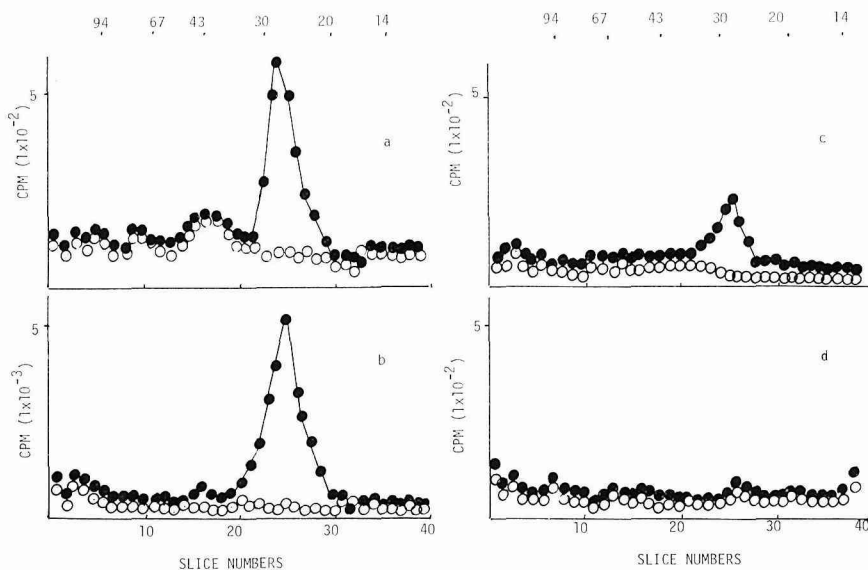 94 67 43 30 20 14
94 67 43 30 20 14
5
CPM (1x10⁻²)
a
5
CPM (1x10⁻²)
c
5
CPM (1x10⁻³)
b
10 20 30 40
SLICE NUMBERS
5
CPM (1x10⁻²)
d
10 20 30 40
SLICE NUMBERS